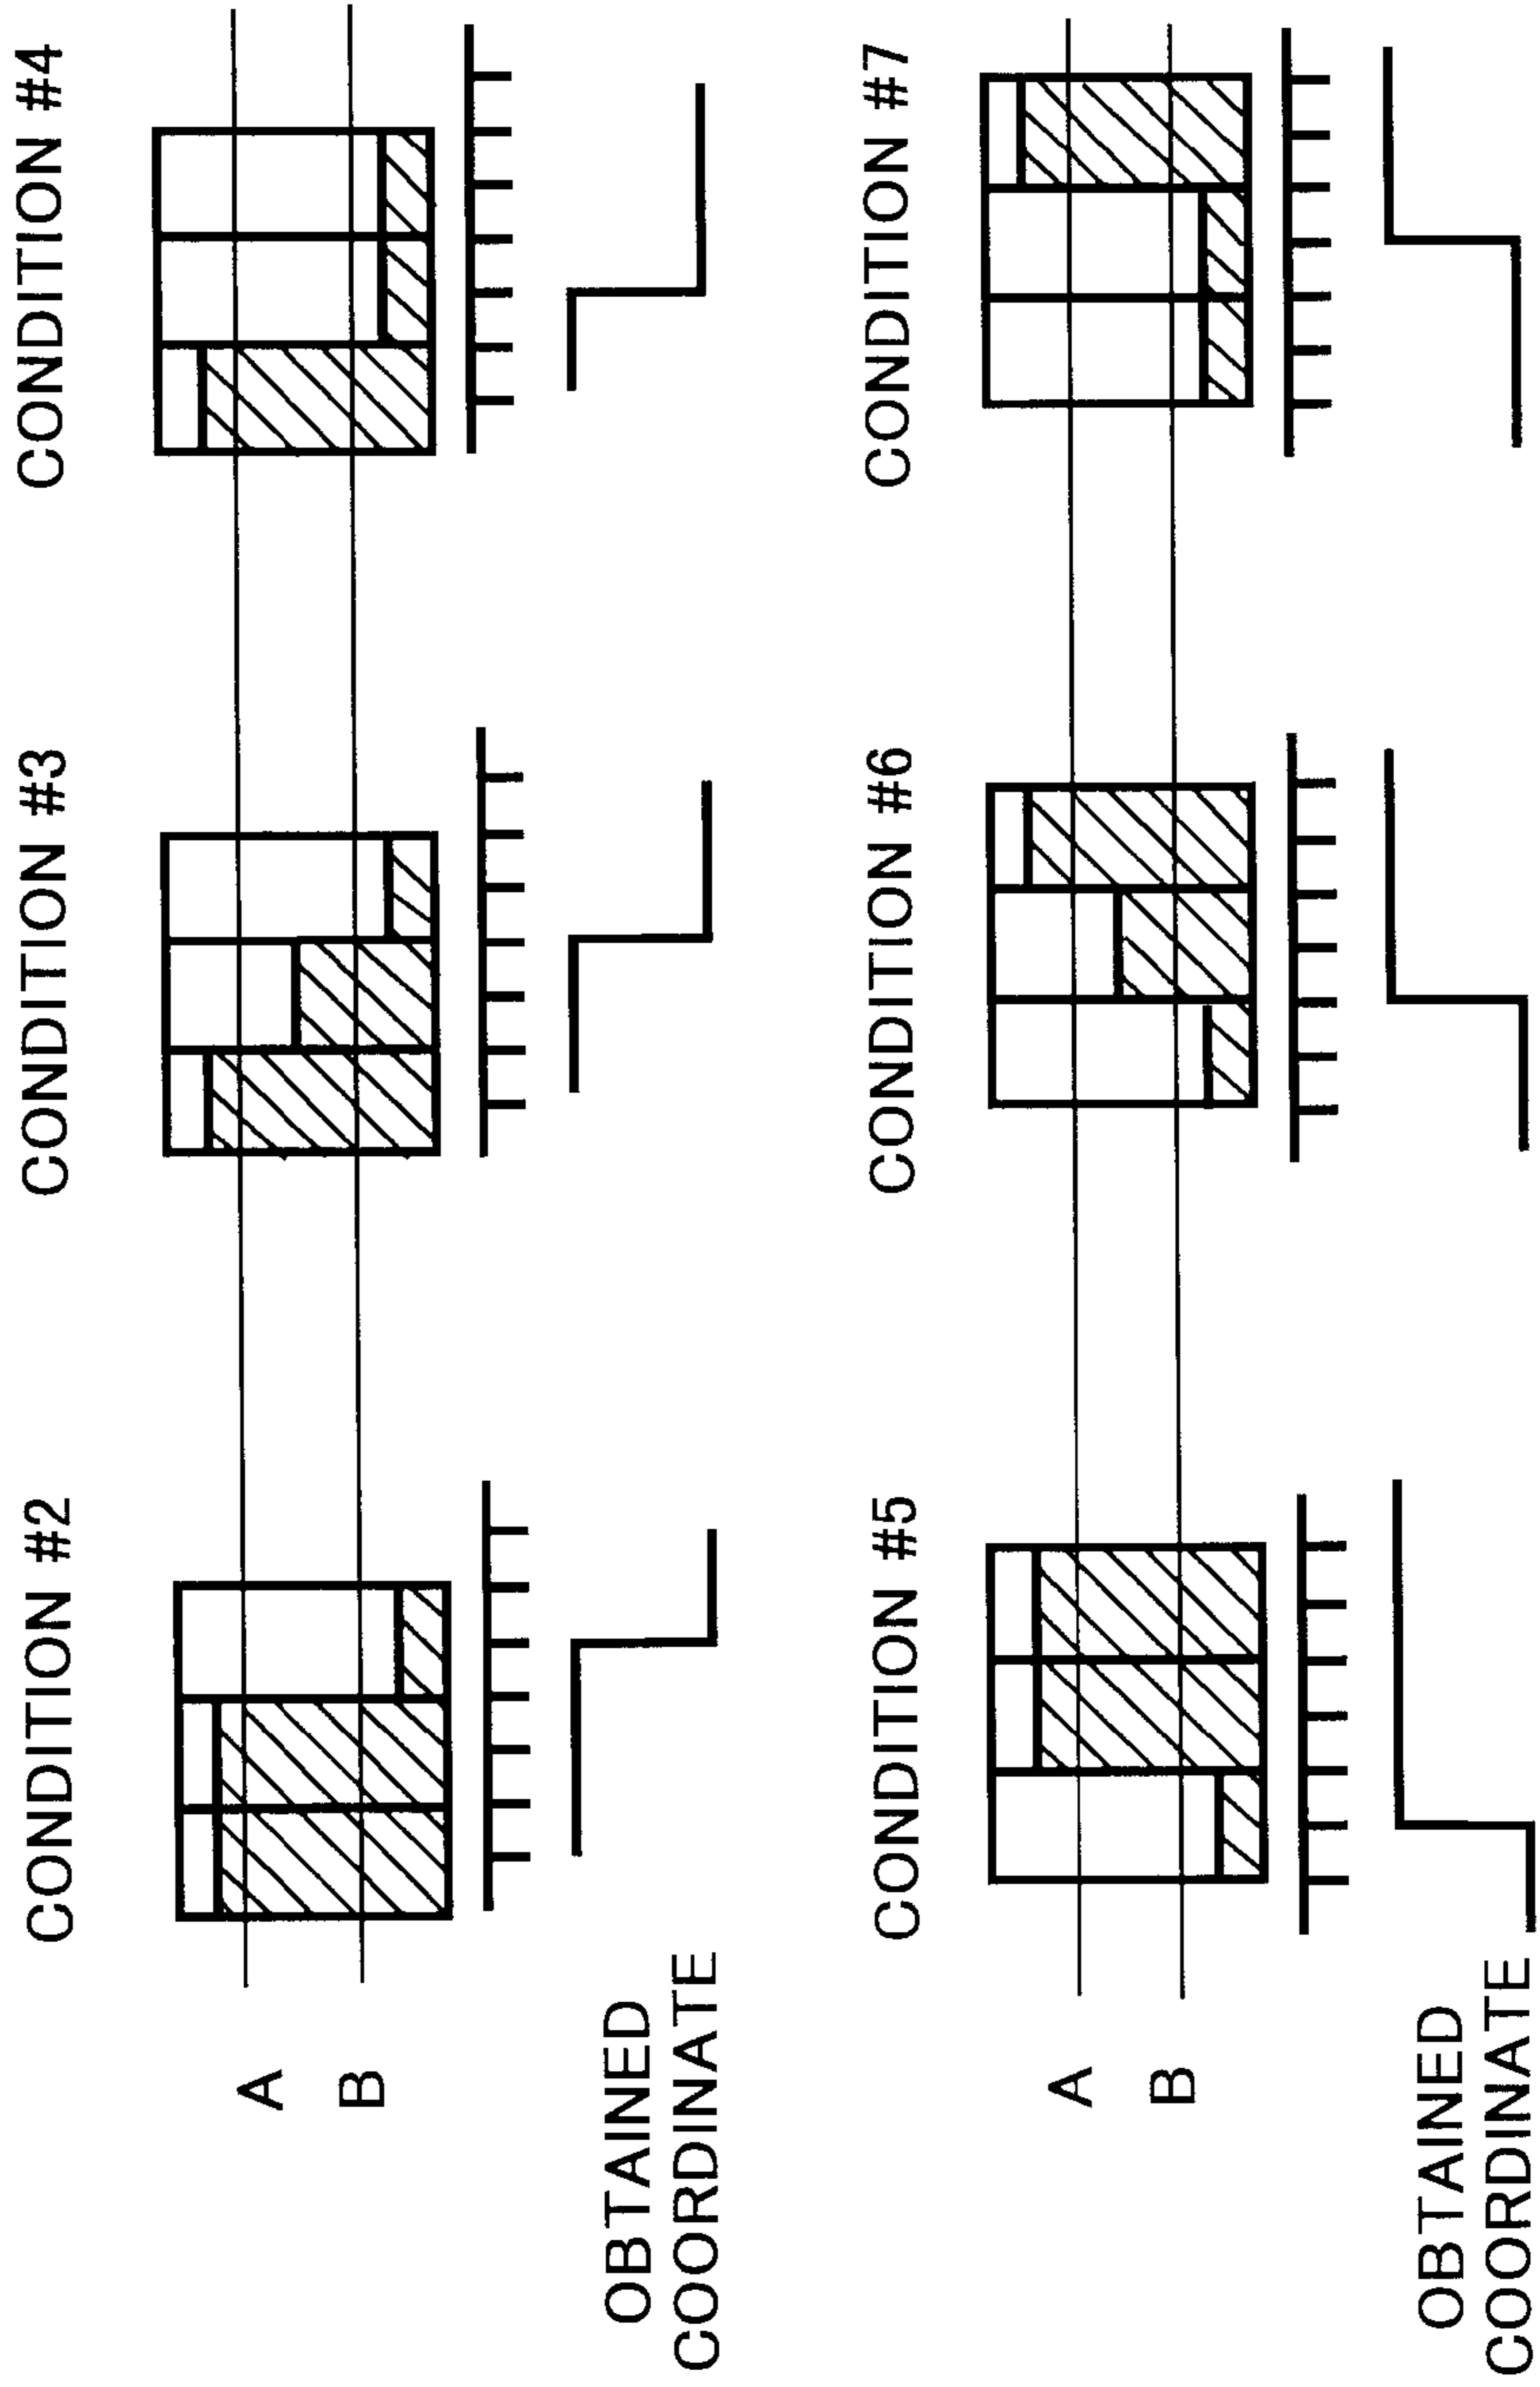 CONDITION #2
CONDITION #3
CONDITION #4
A
B
OBTAINED
COORDINATE
CONDITION #5
CONDITION #6
CONDITION #7
A
B
OBTAINED
COORDINATE